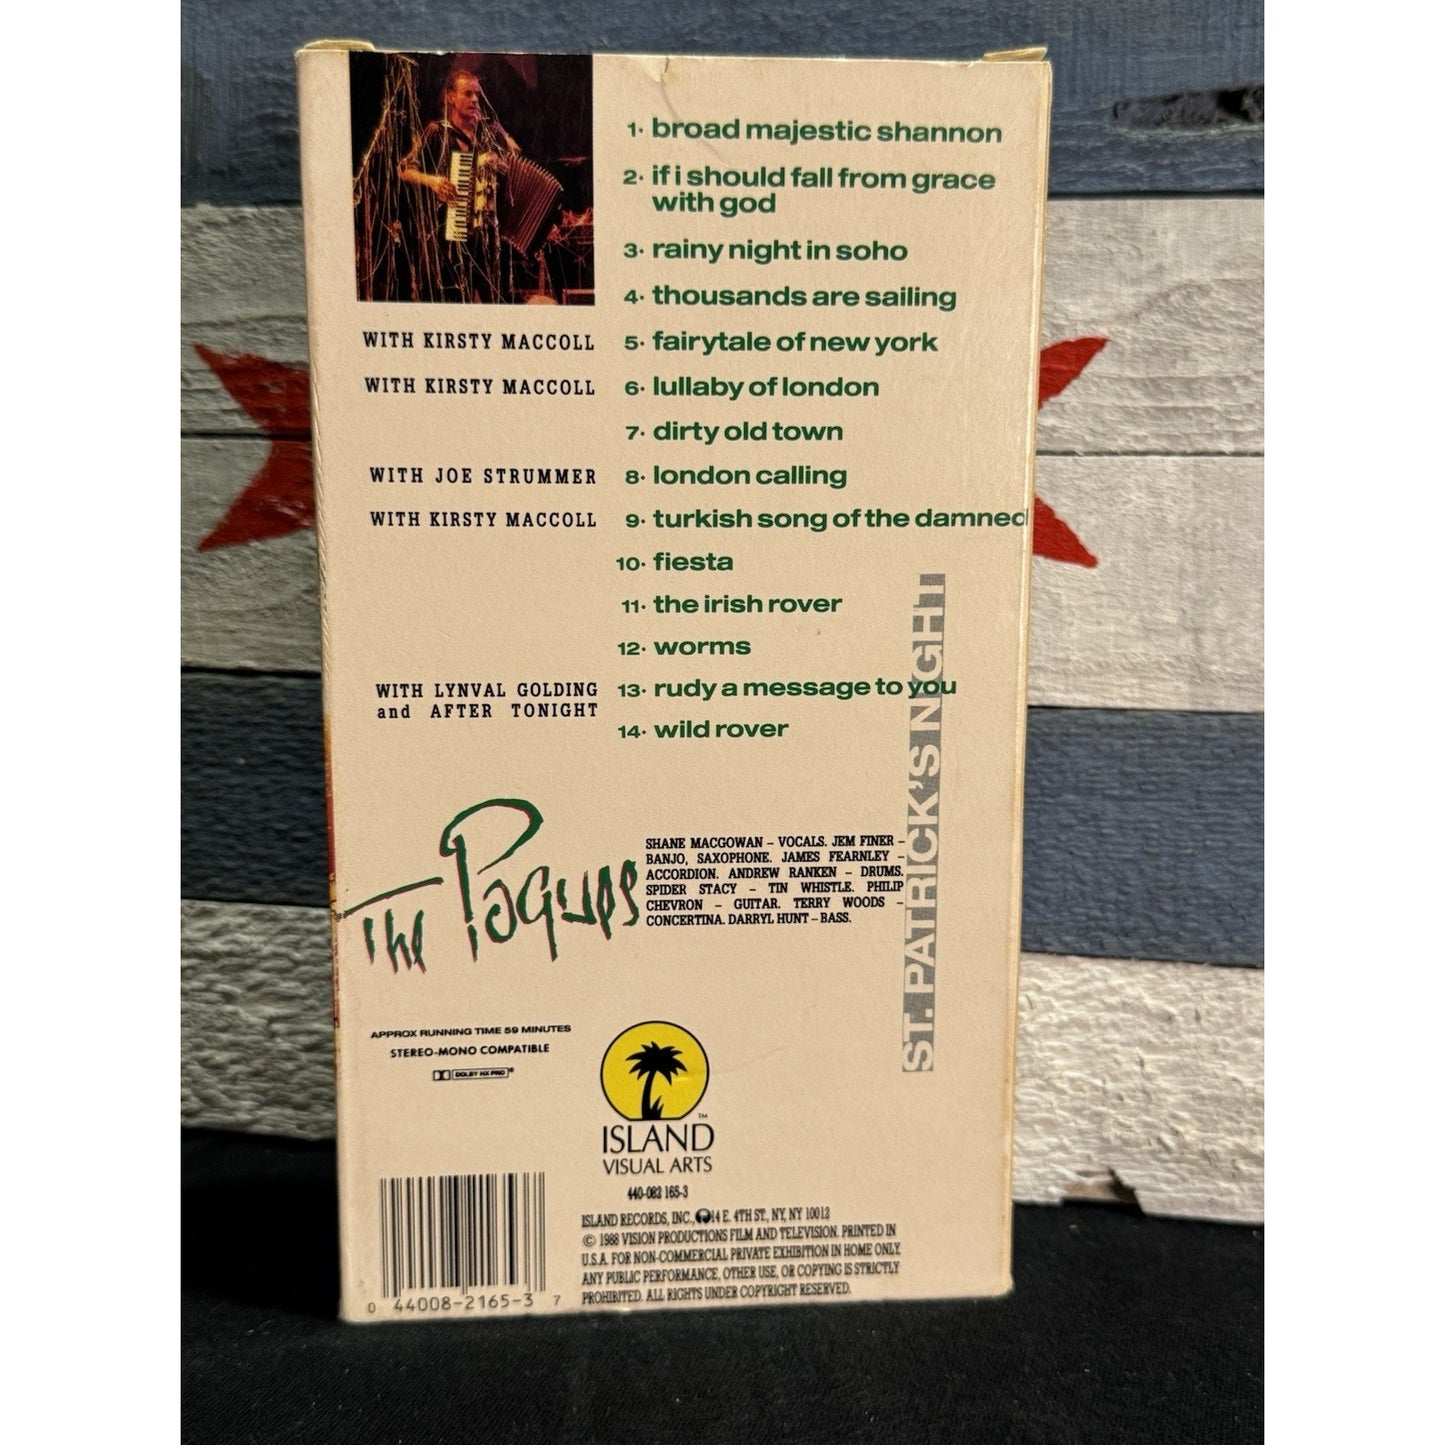 1. broad majestic shannon
2. if i should fall from grace
with god
3. rainy night in soho
4. thousands are sailing
WITH KIRSTY MACCOLL 5. fairytale of new york
WITH KIRSTY MACCOLL 6. lullaby of london
7. dirty old town
WITH JOE STRUMMER 8. london calling
WITH KIRSTY MACCOLL 9. turkish song of the damned
10. fiesta
11. the irish rover
12. worms
WITH LYNVAL GOLDING 13. rudy a message to you
and AFTER TONIGHT
14. wild rover
ST. PATRICK'S NIGHT
The Pogues
SHANE MACGOWAN – VOCALS. JEM FINER –
BANJO, SAXOPHONE. JAMES FEARNLEY –
ACCORDION. ANDREW RANKEN – DRUMS.
SPIDER STACY – TIN WHISTLE. PHILIP
CHEVRON – GUITAR. TERRY WOODS –
CONCERTINA. DARRYL HUNT – BASS.
APPROX RUNNING TIME 59 MINUTES
STEREO-MONO COMPATIBLE
DOLBY HX PRO
TM
ISLAND
VISUAL ARTS
440-082 165-3
ISLAND RECORDS, INC., 14 E. 4TH ST., NY, NY 10012
© 1988 VISION PRODUCTIONS FILM AND TELEVISION. PRINTED IN
U.S.A. FOR NON-COMMERCIAL PRIVATE EXHIBITION IN HOME ONLY.
ANY PUBLIC PERFORMANCE, OTHER USE, OR COPYING IS STRICTLY
PROHIBITED. ALL RIGHTS UNDER COPYRIGHT RESERVED.
0 44008-2165-3 7